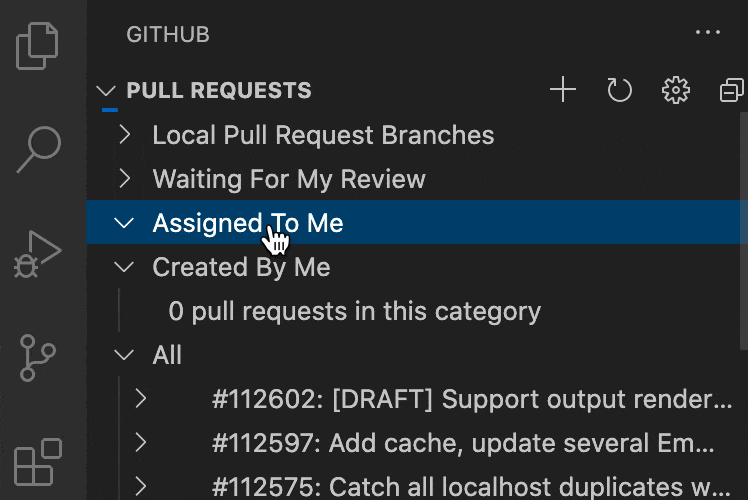 GITHUB
PULL REQUESTS
Local Pull Request Branches
Waiting For My Review
Assigned To Me
Created By Me
0 pull requests in this category
All
#112602: [DRAFT] Support output render...
#112597: Add cache, update several Em...
#112575: Catch all localhost duplicates w...